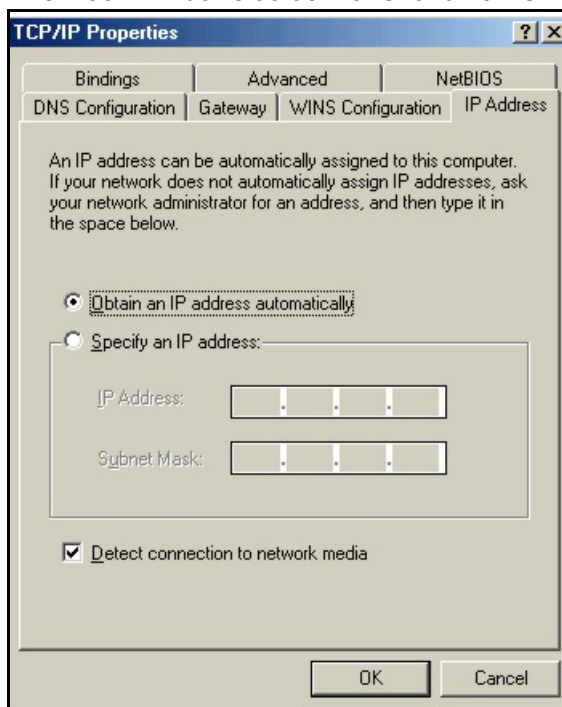 TCP/IP Properties
Bindings Advanced NetBIOS
DNS Configuration Gateway WINS Configuration IP Address
An IP address can be automatically assigned to this computer.
If your network does not automatically assign IP addresses, ask
your network administrator for an address, and then type it in
the space below.
Obtain an IP address automatically
Specify an IP address:
IP Address:
. . .
Subnet Mask:
. . .
Detect connection to network media
OK Cancel